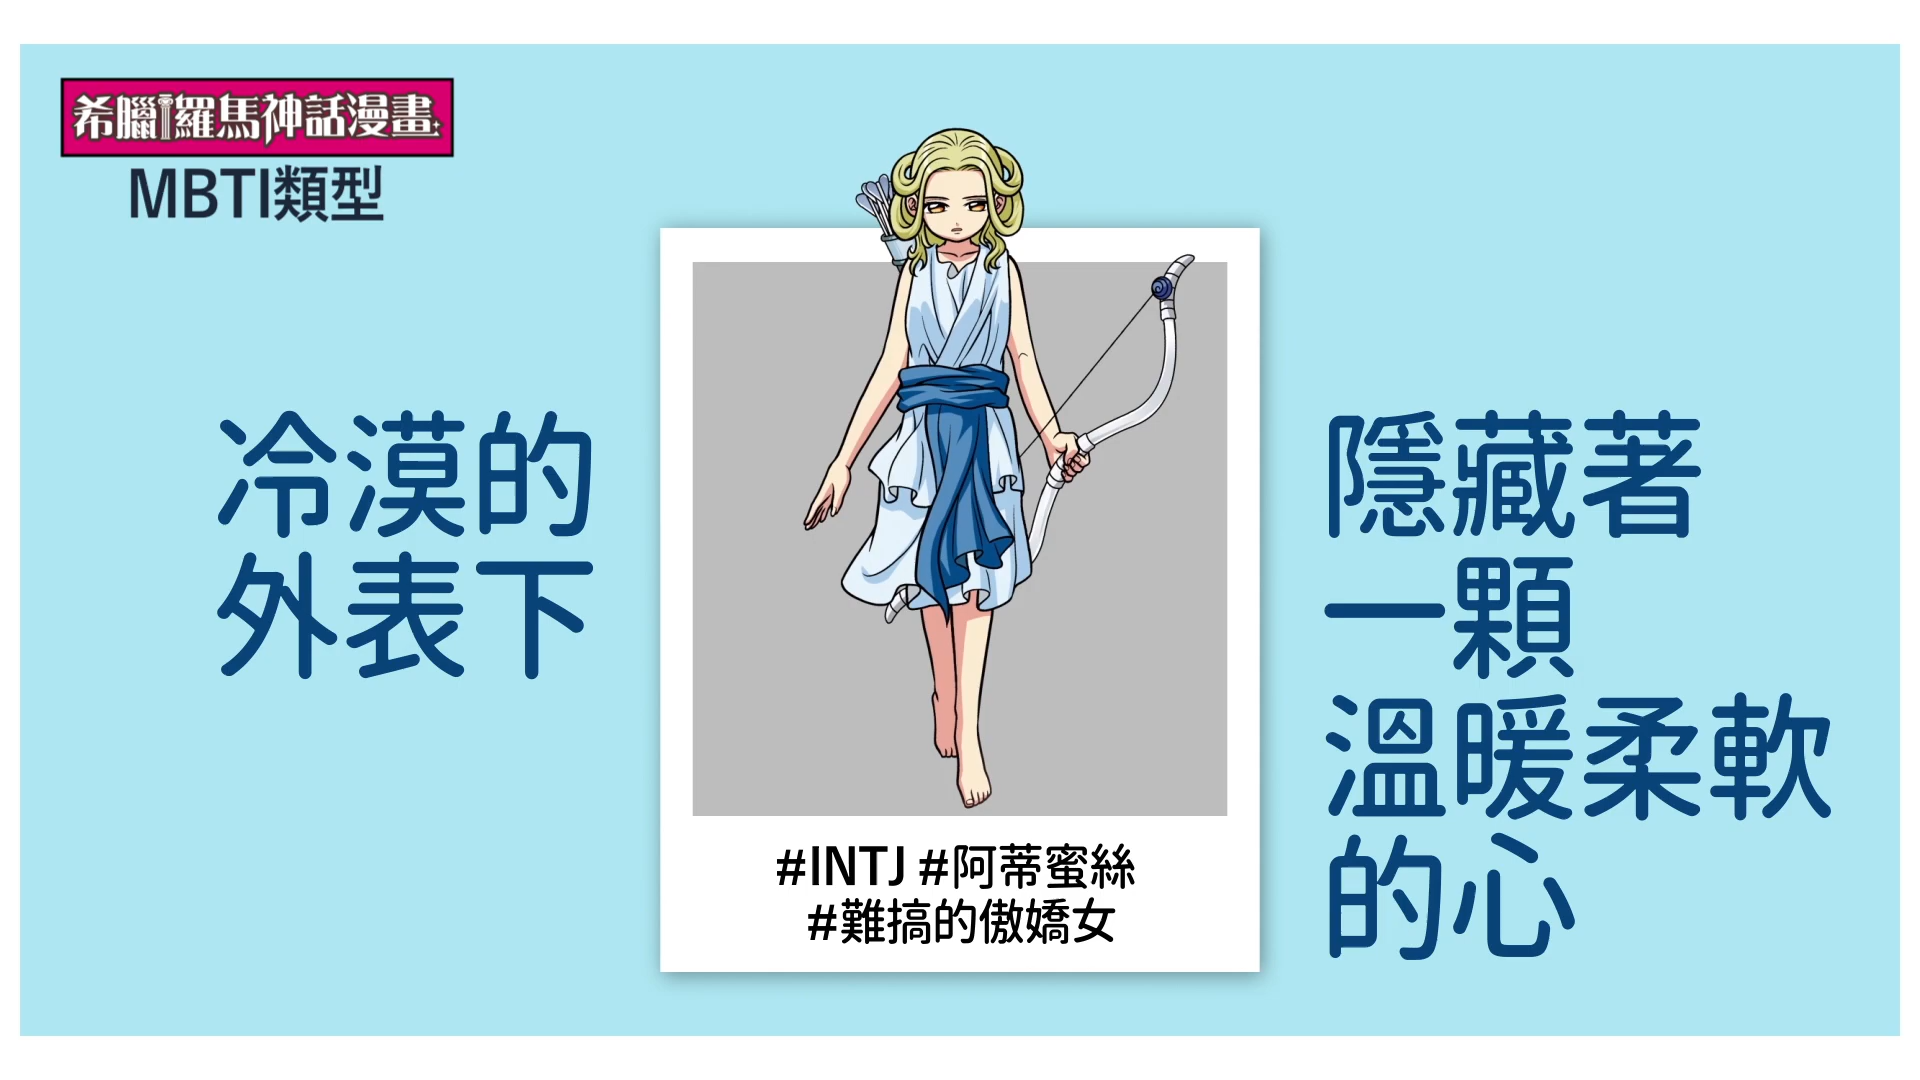 希臘羅馬神話漫畫
MBTI類型
冷漠的
外表下
隱藏著
一顆
溫暖柔軟
的心
#INTJ #阿蒂蜜絲
#難搞的傲嬌女